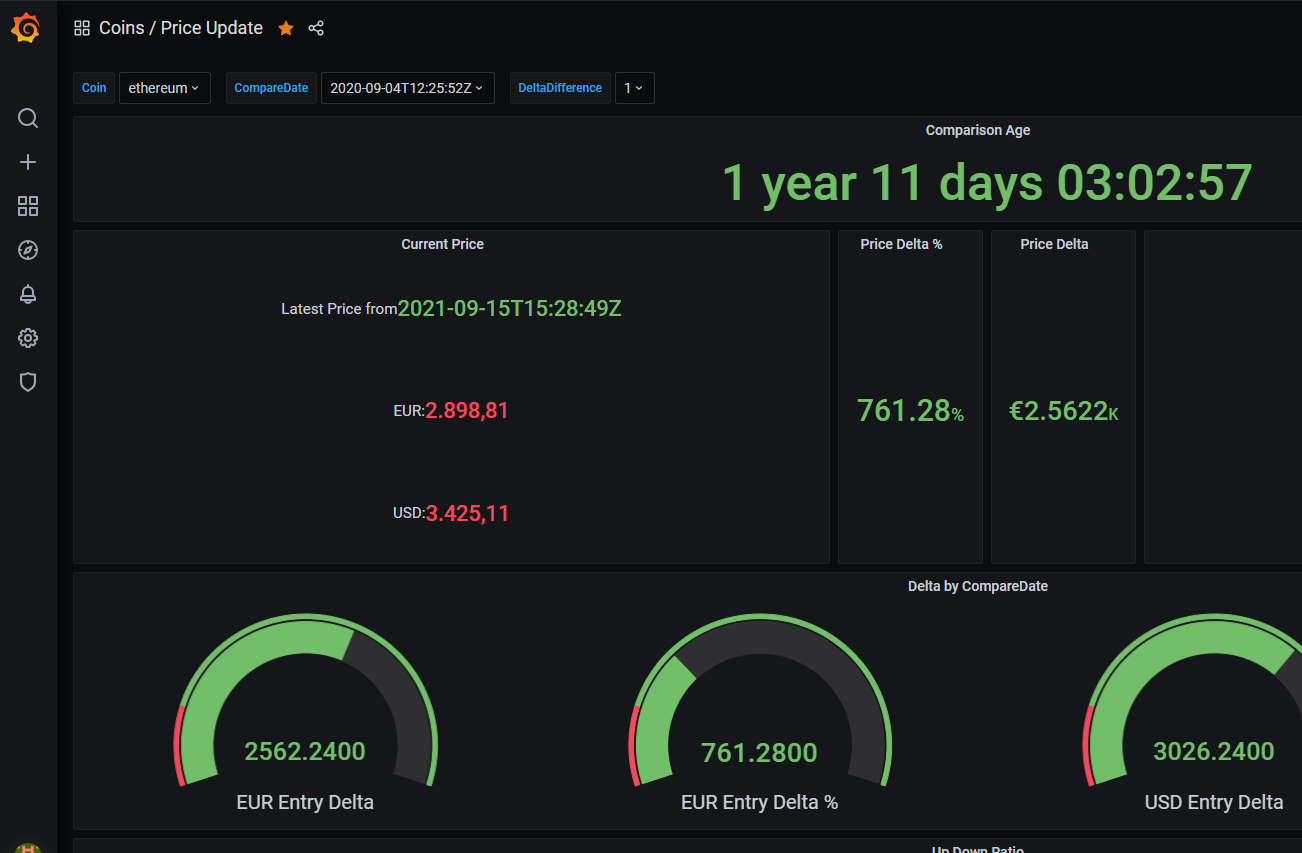 Coins / Price Update
Coin ethereum CompareDate 2020-09-04T12:25:52Z DeltaDifference 1
Comparison Age
1 year 11 days 03:02:57
Current Price
Latest Price from2021-09-15T15:28:49Z
EUR:2.898,81
USD:3.425,11
Price Delta %
761.28%
Price Delta
€2.5622K
Delta by CompareDate
2562.2400
EUR Entry Delta
761.2800
EUR Entry Delta %
3026.2400
USD Entry Delta
Up Down Ratio